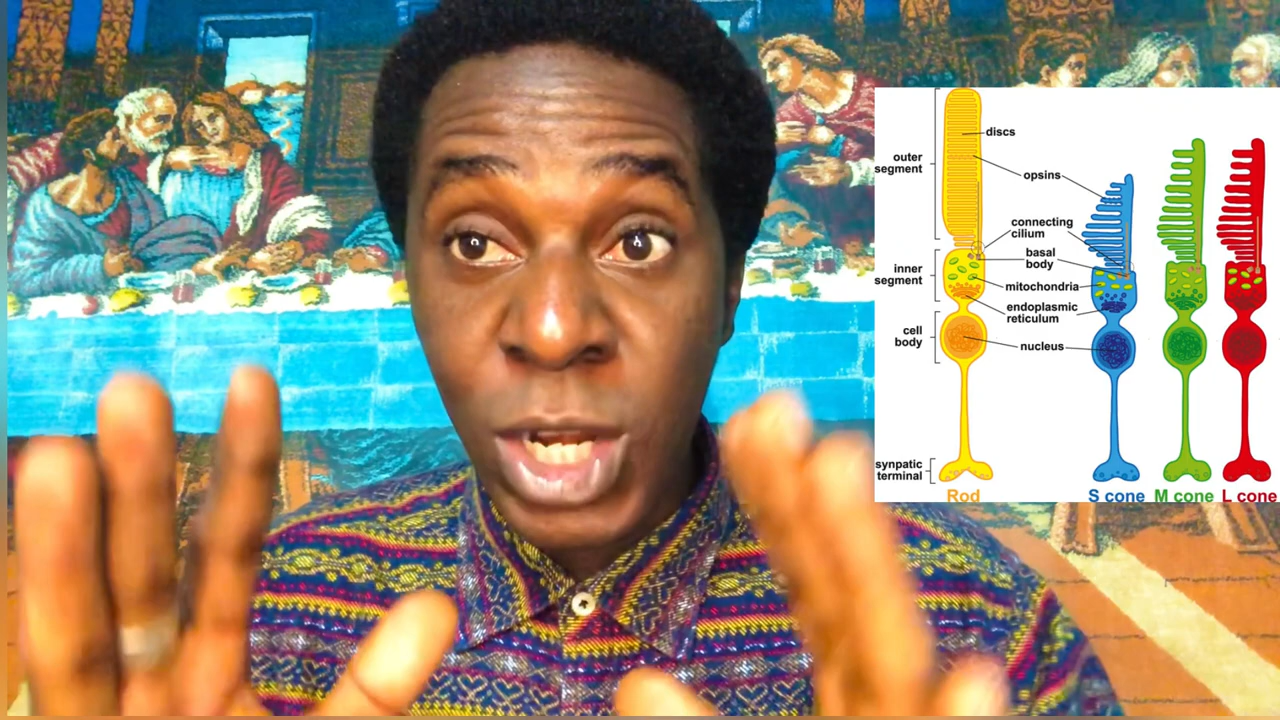 discs
outer
segment
opsins
connecting
cilium
basal
body
inner
segment
mitochondria
endoplasmic
reticulum
cell
body
nucleus
synpatic
terminal
Rod
S cone
M cone
L cone